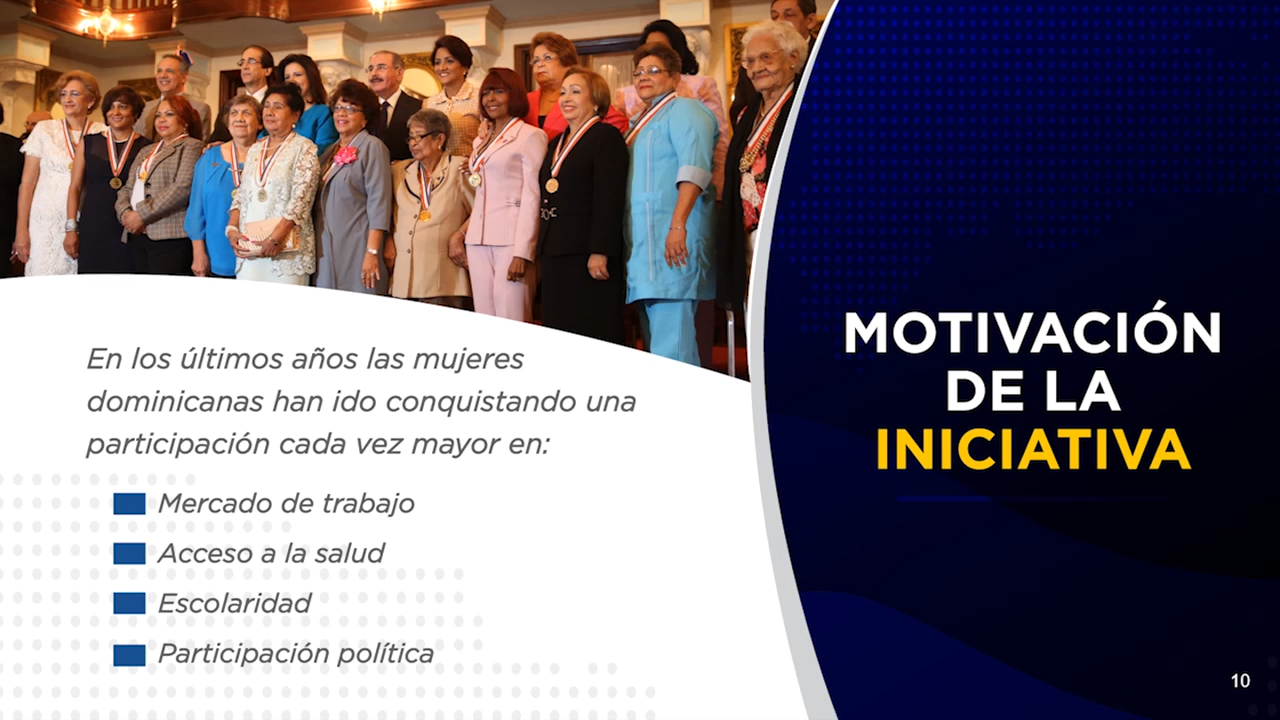 En los últimos años las mujeres
dominicanas han ido conquistando una
participación cada vez mayor en:
Mercado de trabajo
Acceso a la salud
Escolaridad
Participación política
MOTIVACIÓN
DE LA
INICIATIVA
10